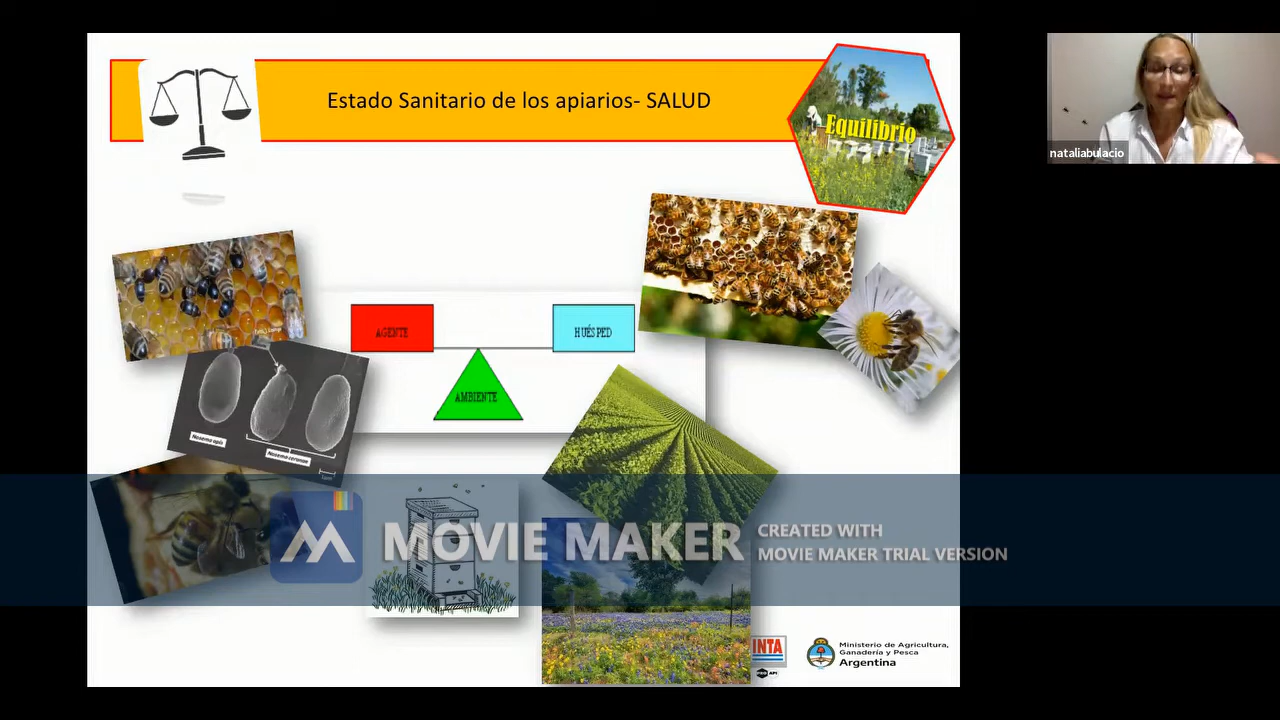 Estado Sanitario de los apiarios- SALUD
Equilibrio
nataliabulacio
AGENTE
HUÉSPED
AMBIENTE
Nosema apis
Nosema ceranae
MOVIE MAKER
CREATED WITH
MOVIE MAKER TRIAL VERSION
INTA
Ministerio de Agricultura,
Ganadería y Pesca
Argentina